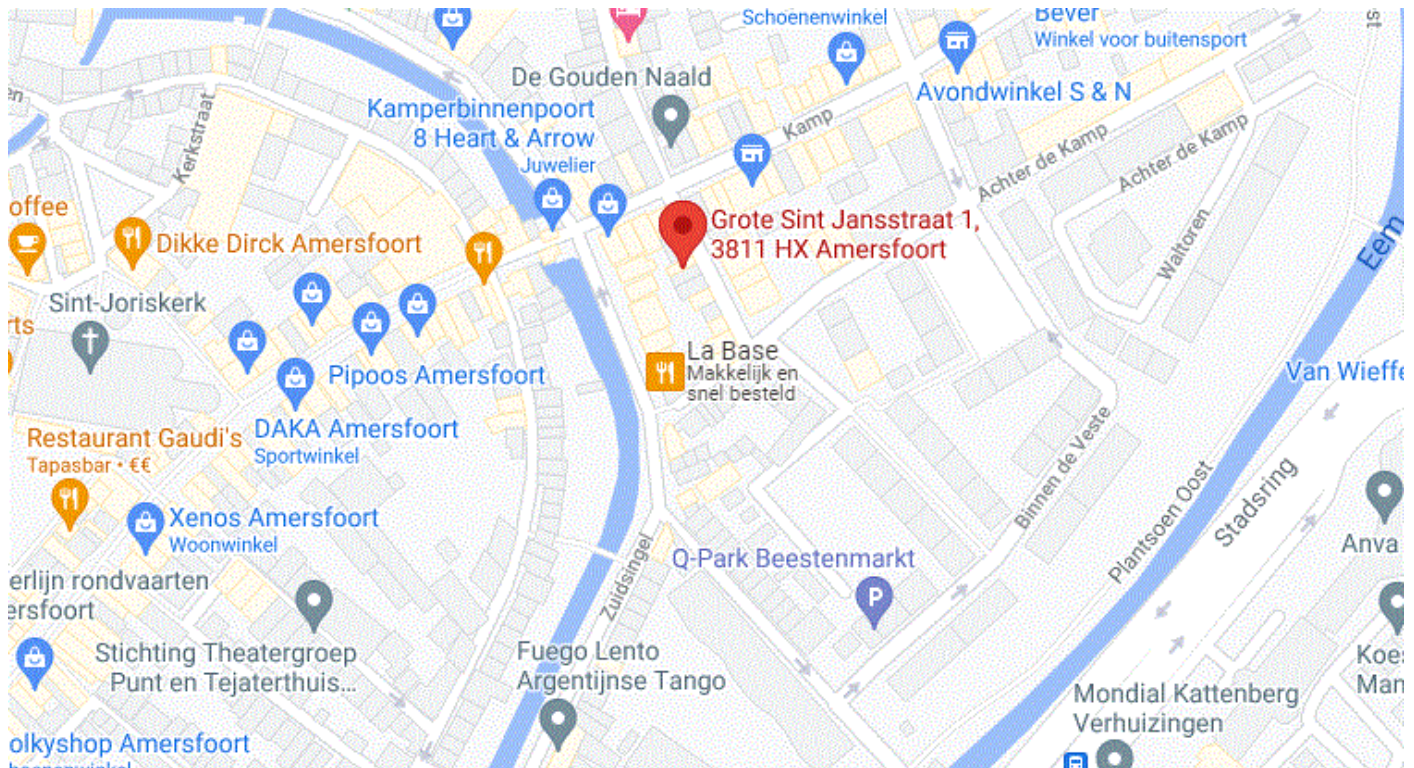 Schoenenwinkel
Bever
Winkel voor buitensport
De Gouden Naald
Avondwinkel S & N
Kamperbinnenpoort
8 Heart & Arrow
Juwelier
Kamp
Kerkstraat
Achter de Kamp
Achter de Kamp
offee
Dikke Dirck Amersfoort
Grote Sint Jansstraat 1,
3811 HX Amersfoort
Waltoren
Eem
Sint-Joriskerk
rts
La Base
Makkelijk en
snel besteld
Pipoos Amersfoort
Van Wieffe
DAKA Amersfoort
Sportwinkel
Restaurant Gaudi's
Tapasbar • €€
Binnen de Veste
Plantsoen Oost
Stadsring
Xenos Amersfoort
Woonwinkel
Anva
Q-Park Beestenmarkt
P
Zuidsingel
erlijn rondvaarten
ersfoort
Stichting Theatergroep
Punt en Tejaterthuis...
Fuego Lento
Argentijnse Tango
Koes
Man
Mondial Kattenberg
Verhuizingen
olkyshop Amersfoort